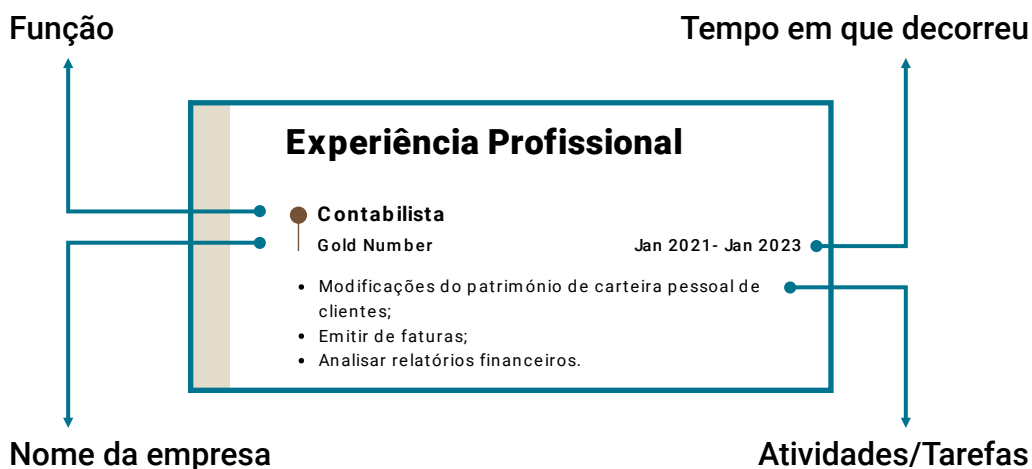 Função
Tempo em que decorreu
Experiência Profissional
Contabilista
Gold Number
Jan 2021- Jan 2023
• Modificações do património de carteira pessoal de
clientes;
• Emitir de faturas;
• Analisar relatórios financeiros.
Nome da empresa
Atividades/Tarefas